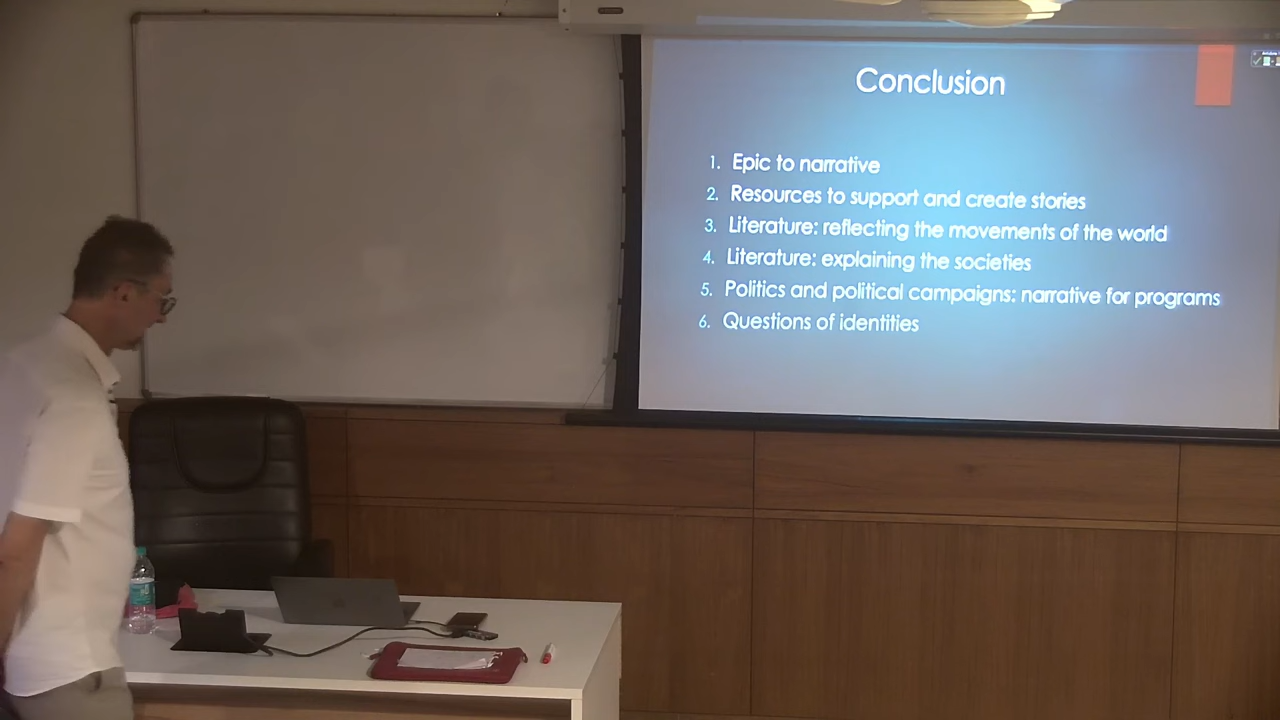 Conclusion
1. Epic to narrative
2. Resources to support and create stories
3. Literature: reflecting the movements of the world
4. Literature: explaining the societies
5. Politics and political campaigns: narrative for programs
6. Questions of identities